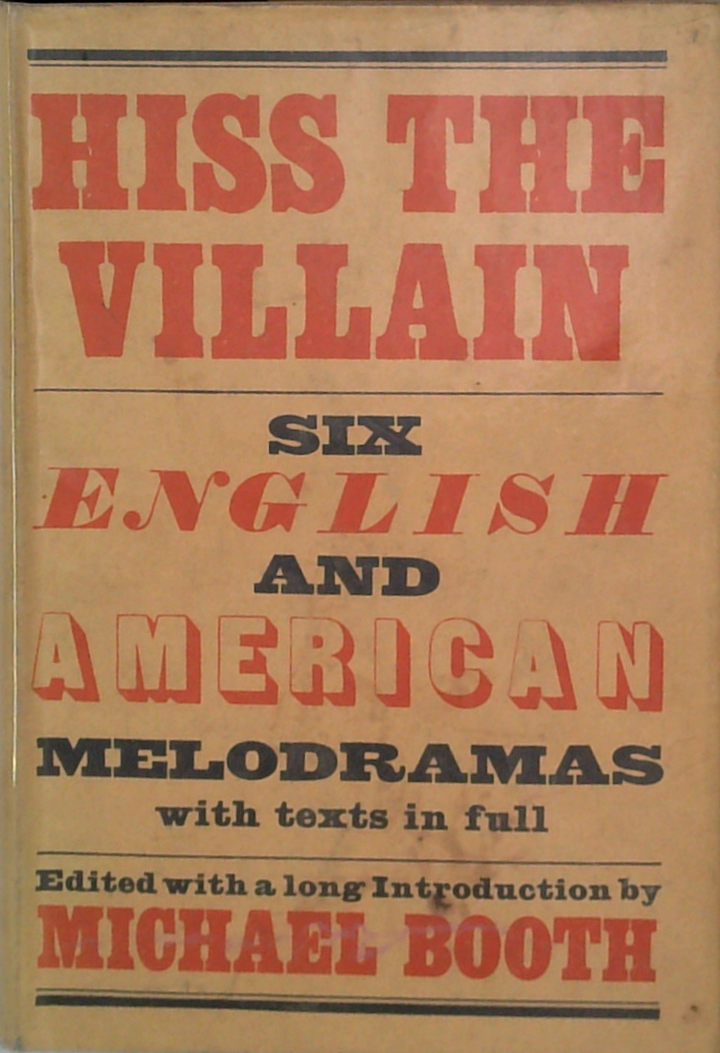 HISS THE
VILLAIN
SIX
ENGLISH
AND
AMERICAN
MELODRAMAS
with texts in full
Edited with a long Introduction by
MICHAEL BOOTH